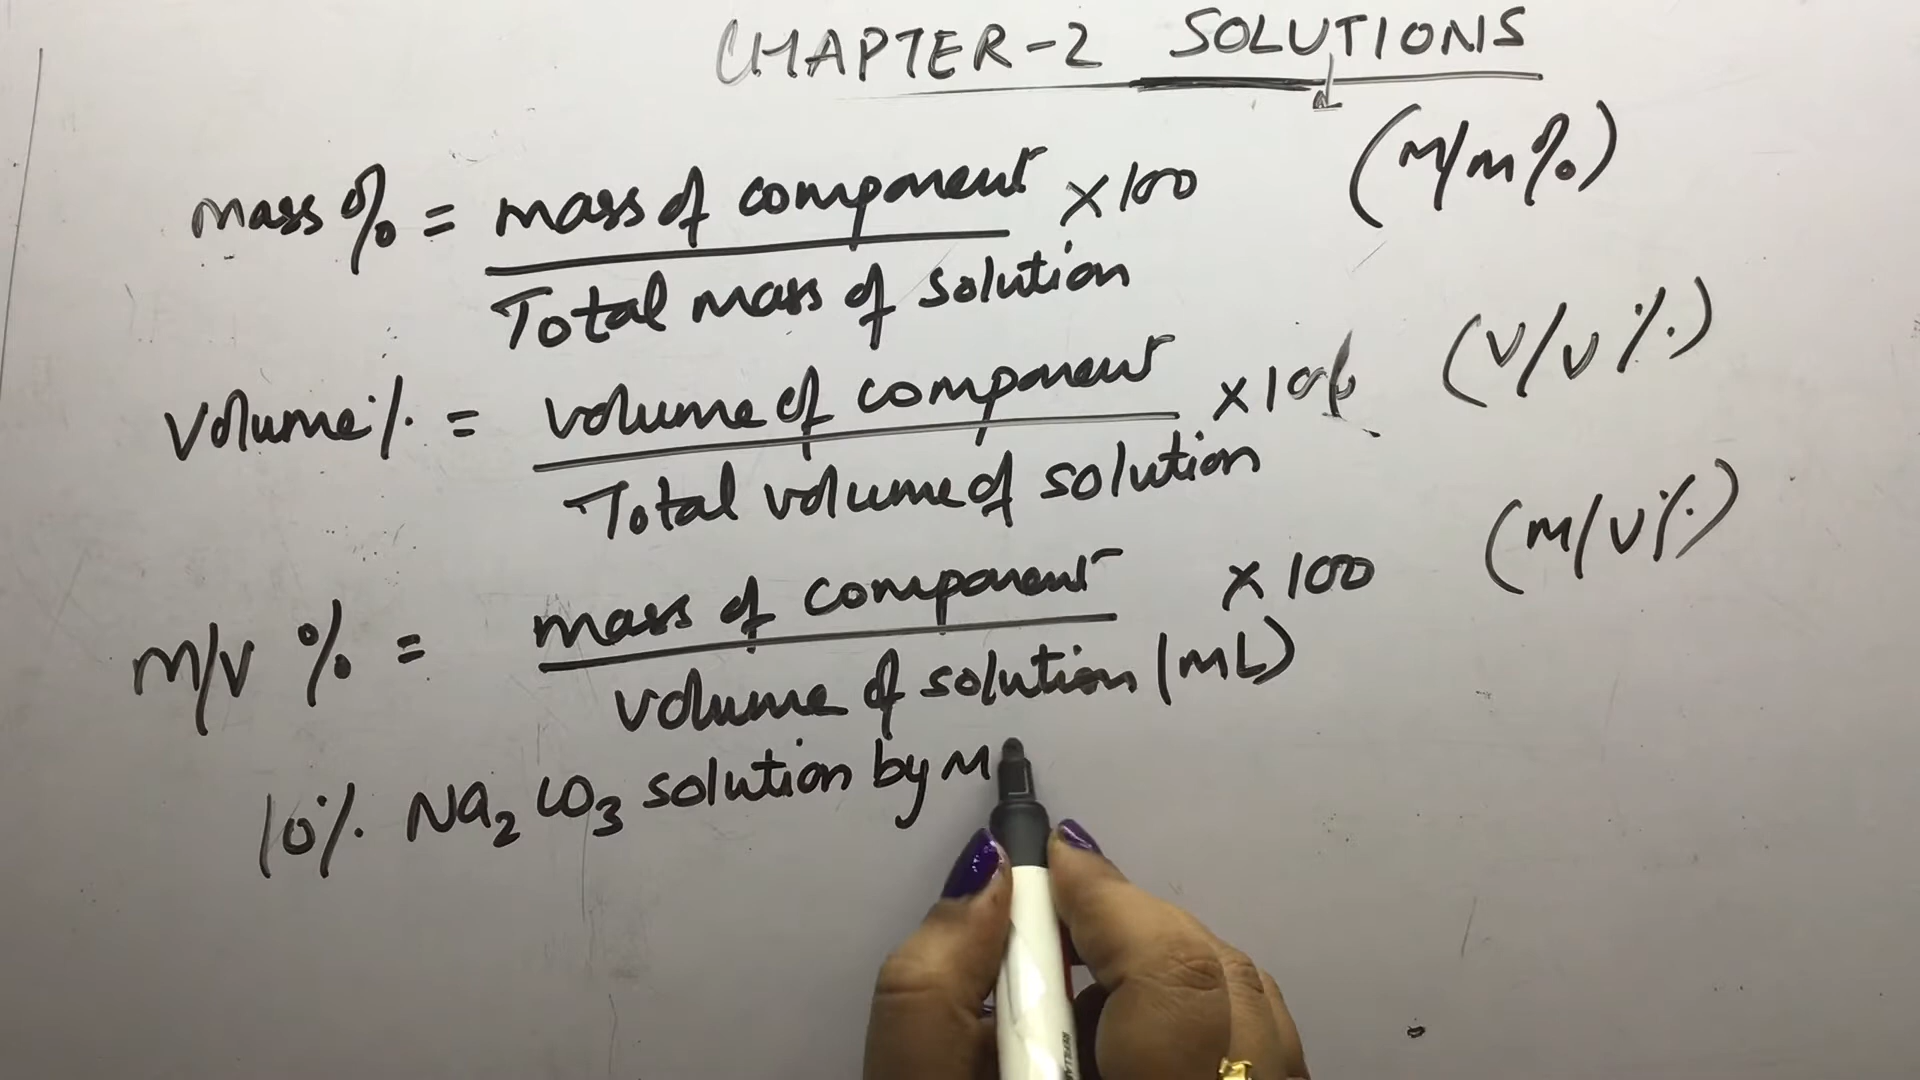 CHAPTER-2 SOLUTIONS
mass % = mass of component / Total mass of solution × 100 (M/M%)
Volume % = volume of component / Total volume of solution × 100 (V/V %)
M/V % = mass of component / volume of solution (mL) × 100 (M/V%)
10% Na2CO3 solution by M